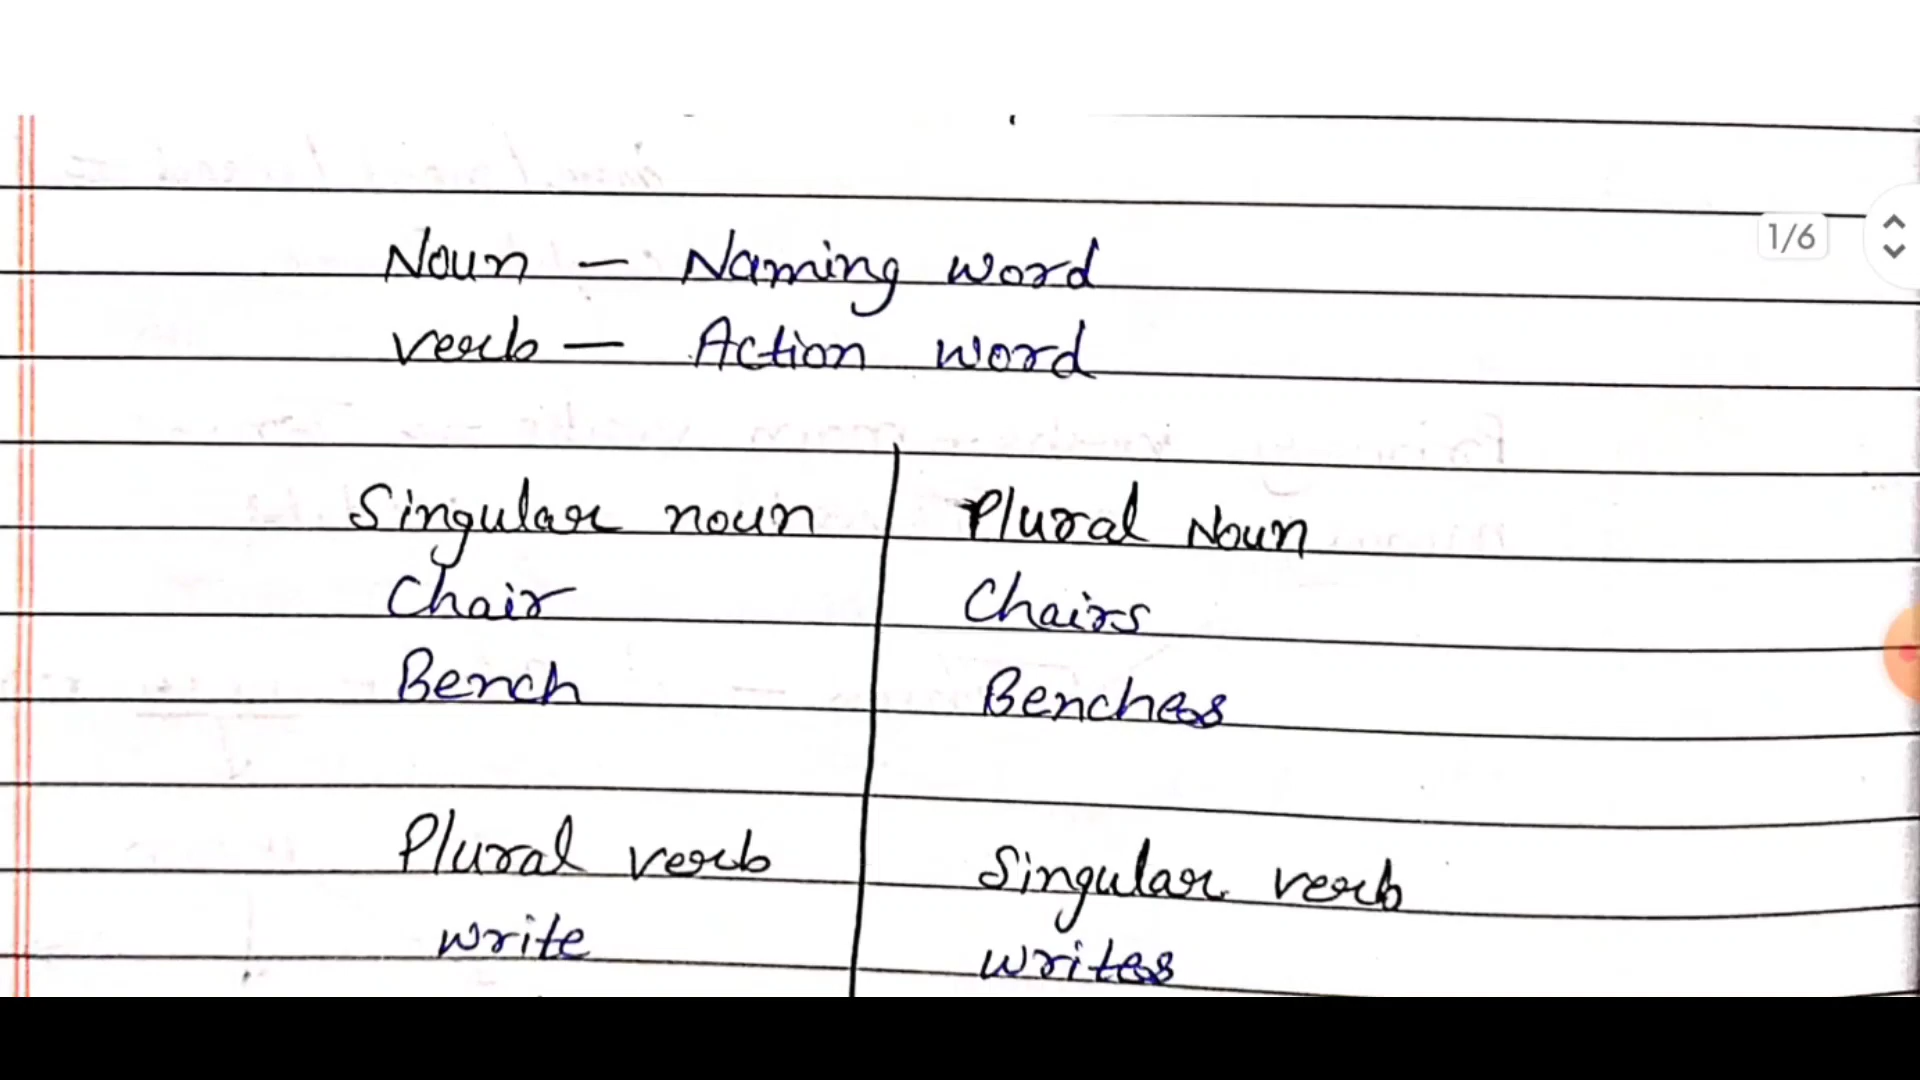 Noun – Naming word
1/6
verb – Action word
Singular noun Plural Noun
Chair Chairs
Bench Benches
Plural verb Singular verb
write writes